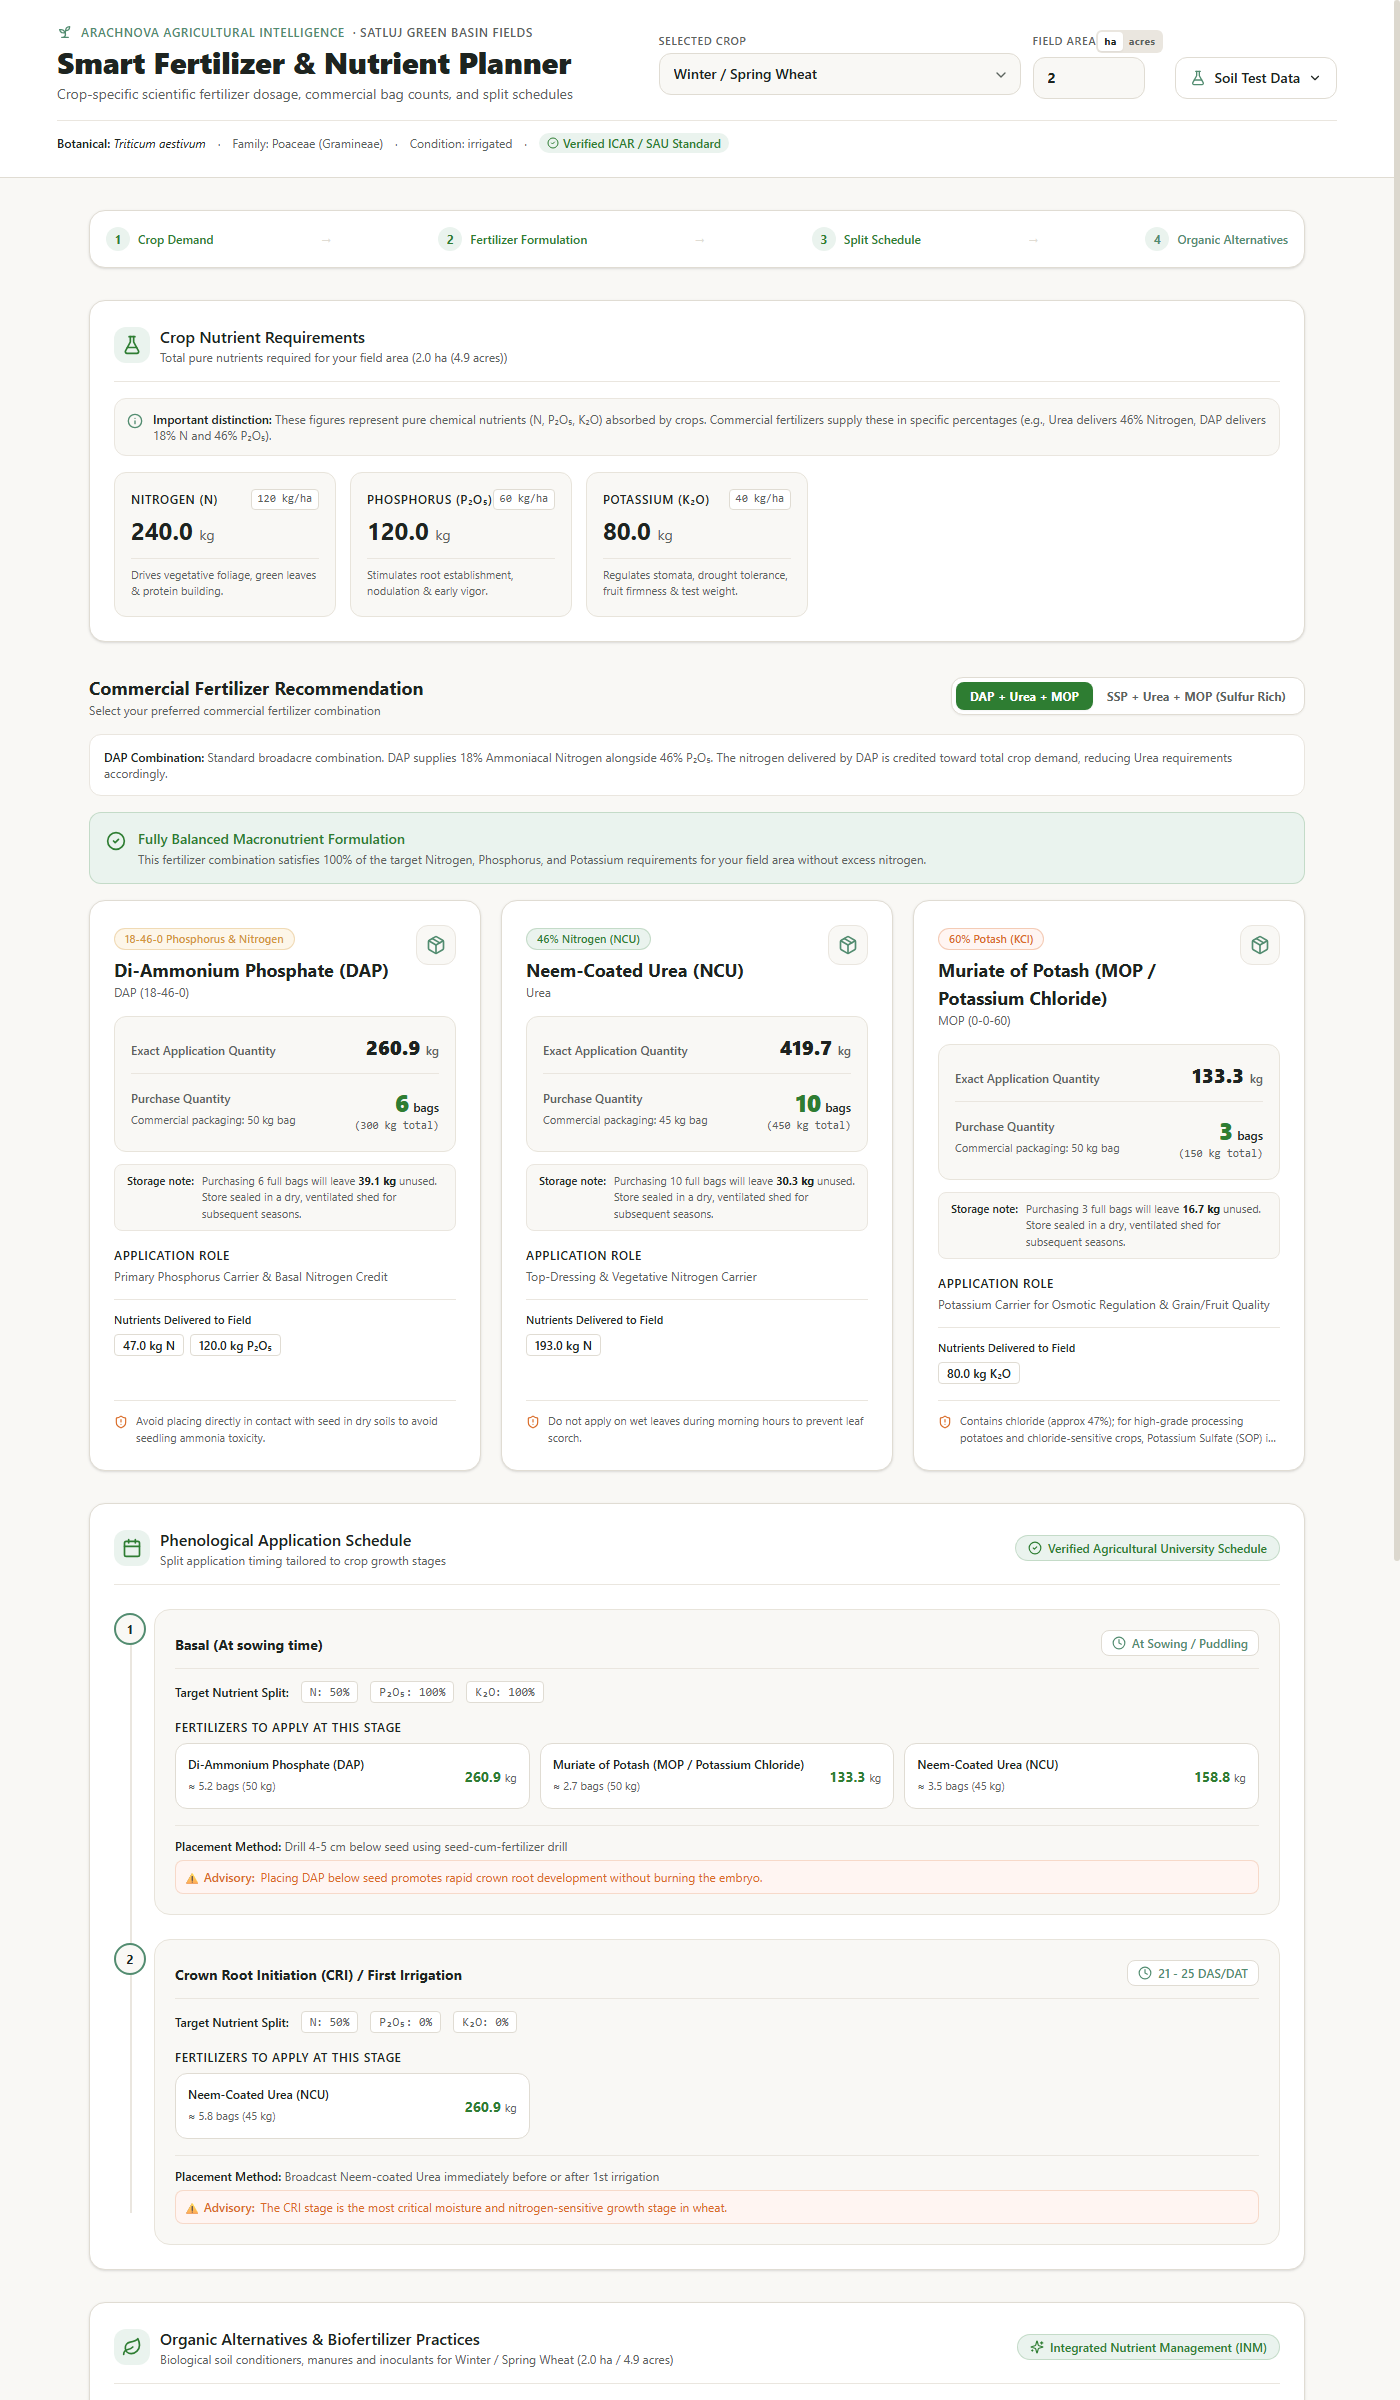 ARACHNOVA AGRICULTURAL INTELLIGENCE · SATLUJ GREEN BASIN FIELDS
Smart Fertilizer & Nutrient Planner
Crop-specific scientific fertilizer dosage, commercial bag counts, and split schedules
SELECTED CROP
Winter / Spring Wheat
FIELD AREA ha acres
2
Soil Test Data
Botanical: Triticum aestivum · Family: Poaceae (Gramineae) · Condition: irrigated · Verified ICAR / SAU Standard
1 Crop Demand → 2 Fertilizer Formulation → 3 Split Schedule → 4 Organic Alternatives
Crop Nutrient Requirements
Total pure nutrients required for your field area (2.0 ha (4.9 acres))
Important distinction: These figures represent pure chemical nutrients (N, P₂O₅, K₂O) absorbed by crops. Commercial fertilizers supply these in specific percentages (e.g., Urea delivers 46% Nitrogen, DAP delivers
18% N and 46% P₂O₅).
NITROGEN (N) 120 kg/ha
240.0 kg
Drives vegetative foliage, green leaves
& protein building.
PHOSPHORUS (P₂O₅) 60 kg/ha
120.0 kg
Stimulates root establishment,
nodulation & early vigor.
POTASSIUM (K₂O) 40 kg/ha
80.0 kg
Regulates stomata, drought tolerance,
fruit firmness & test weight.
Commercial Fertilizer Recommendation
Select your preferred commercial fertilizer combination
DAP + Urea + MOP SSP + Urea + MOP (Sulfur Rich)
DAP Combination: Standard broadacre combination. DAP supplies 18% Ammoniacal Nitrogen alongside 46% P₂O₅. The nitrogen delivered by DAP is credited toward total crop demand, reducing Urea requirements
accordingly.
Fully Balanced Macronutrient Formulation
This fertilizer combination satisfies 100% of the target Nitrogen, Phosphorus, and Potassium requirements for your field area without excess nitrogen.
18-46-0 Phosphorus & Nitrogen
Di-Ammonium Phosphate (DAP)
DAP (18-46-0)
Exact Application Quantity 260.9 kg
Purchase Quantity 6 bags
Commercial packaging: 50 kg bag (300 kg total)
Storage note: Purchasing 6 full bags will leave 39.1 kg unused.
Store sealed in a dry, ventilated shed for
subsequent seasons.
APPLICATION ROLE
Primary Phosphorus Carrier & Basal Nitrogen Credit
Nutrients Delivered to Field
47.0 kg N 120.0 kg P₂O₅
Avoid placing directly in contact with seed in dry soils to avoid
seedling ammonia toxicity.
46% Nitrogen (NCU)
Neem-Coated Urea (NCU)
Urea
Exact Application Quantity 419.7 kg
Purchase Quantity 10 bags
Commercial packaging: 45 kg bag (450 kg total)
Storage note: Purchasing 10 full bags will leave 30.3 kg unused.
Store sealed in a dry, ventilated shed for
subsequent seasons.
APPLICATION ROLE
Top-Dressing & Vegetative Nitrogen Carrier
Nutrients Delivered to Field
193.0 kg N
Do not apply on wet leaves during morning hours to prevent leaf
scorch.
60% Potash (KCl)
Muriate of Potash (MOP /
Potassium Chloride)
MOP (0-0-60)
Exact Application Quantity 133.3 kg
Purchase Quantity 3 bags
Commercial packaging: 50 kg bag (150 kg total)
Storage note: Purchasing 3 full bags will leave 16.7 kg unused.
Store sealed in a dry, ventilated shed for
subsequent seasons.
APPLICATION ROLE
Potassium Carrier for Osmotic Regulation & Grain/Fruit Quality
Nutrients Delivered to Field
80.0 kg K₂O
Contains chloride (approx 47%); for high-grade processing
potatoes and chloride-sensitive crops, Potassium Sulfate (SOP) i...
Phenological Application Schedule
Split application timing tailored to crop growth stages
Verified Agricultural University Schedule
1
Basal (At sowing time)
At Sowing / Puddling
Target Nutrient Split: N: 50% P₂O₅: 100% K₂O: 100%
FERTILIZERS TO APPLY AT THIS STAGE
Di-Ammonium Phosphate (DAP)
≈ 5.2 bags (50 kg)
260.9 kg
Muriate of Potash (MOP / Potassium Chloride)
≈ 2.7 bags (50 kg)
133.3 kg
Neem-Coated Urea (NCU)
≈ 3.5 bags (45 kg)
158.8 kg
Placement Method: Drill 4-5 cm below seed using seed-cum-fertilizer drill
Advisory: Placing DAP below seed promotes rapid crown root development without burning the embryo.
2
Crown Root Initiation (CRI) / First Irrigation
21 - 25 DAS/DAT
Target Nutrient Split: N: 50% P₂O₅: 0% K₂O: 0%
FERTILIZERS TO APPLY AT THIS STAGE
Neem-Coated Urea (NCU)
≈ 5.8 bags (45 kg)
260.9 kg
Placement Method: Broadcast Neem-coated Urea immediately before or after 1st irrigation
Advisory: The CRI stage is the most critical moisture and nitrogen-sensitive growth stage in wheat.
Organic Alternatives & Biofertilizer Practices
Biological soil conditioners, manures and inoculants for Winter / Spring Wheat (2.0 ha / 4.9 acres)
Integrated Nutrient Management (INM)